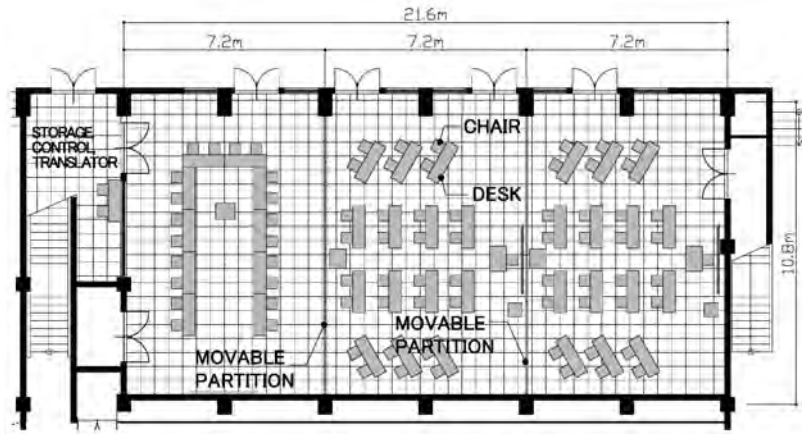 21.6m
7.2m
7.2m
7.2m
STORAGE
CONTROL
TRANSLATOR
CHAIR
DESK
10.8m
MOVABLE
PARTITION
MOVABLE
PARTITION